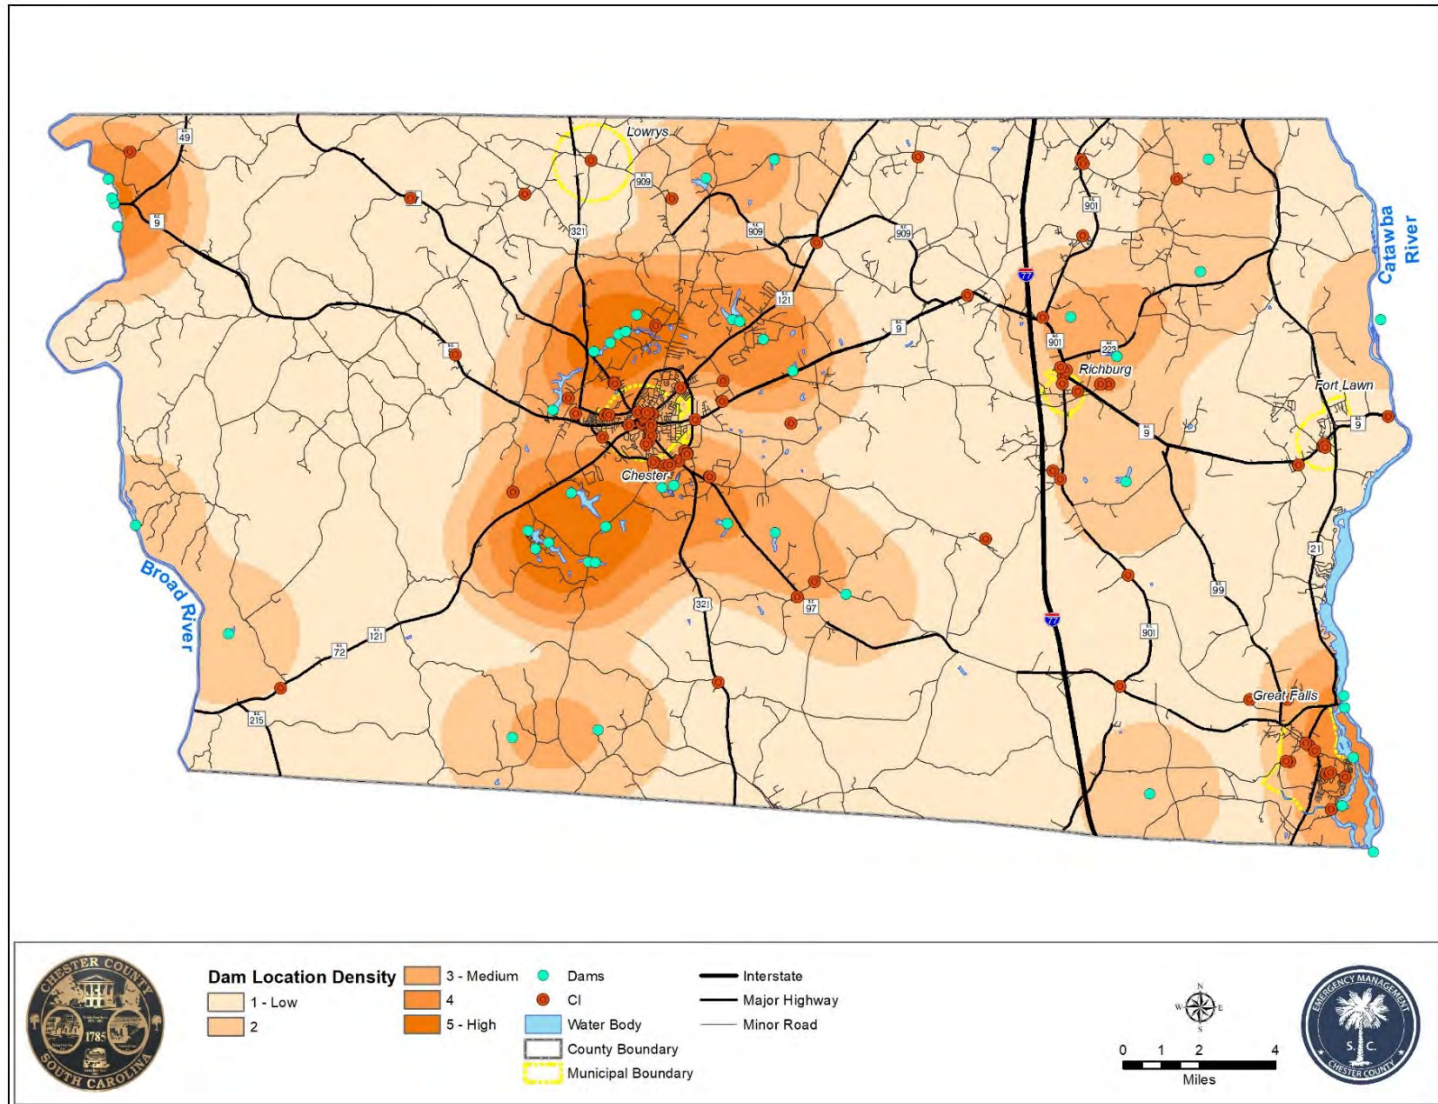 Lowrys
S.C. 49
909
S.C. 9
321
S.C. 909
S.C. 909
S.C. 901
Catawba River
77
S.C. 121
S.C. 9
901
S.C. 223
Richburg
Fort Lawn
S.C. 9
S.C. 9
Chester
21
Broad River
321
S.C. 97
S.C. 99
77
S.C. 901
S.C. 121
S.C. 72
Great Falls
S.C. 215
CHESTER COUNTY
1785
SOUTH CAROLINA
Dam Location Density
1 - Low
2
3 - Medium
4
5 - High
Dams
CI
Water Body
County Boundary
Municipal Boundary
Interstate
Major Highway
Minor Road
N
W E
S
0 1 2 4
Miles
EMERGENCY MANAGEMENT
S. C.
CHESTER COUNTY